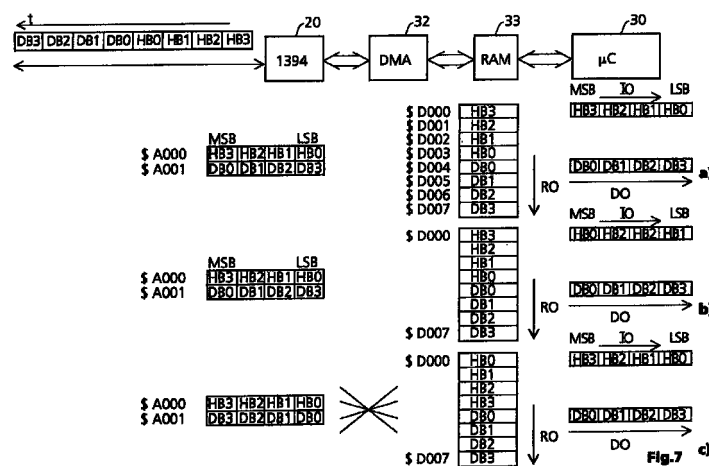 t
DB3 DB2 DB1 DB0 HB0 HB1 HB2 HB3
20 32 33 30
1394 DMA RAM µC
MSB IO LSB
HB3 HB2 HB1 HB0
MSB LSB
$ A000 HB3 HB2 HB1 HB0
$ A001 DB0 DB1 DB2 DB3
$ D000 HB3
$ D001 HB2
$ D002 HB1
$ D003 HB0
$ D004 DB0
$ D005 DB1
$ D006 DB2
$ D007 DB3
RO
DB0 DB1 DB2 DB3
DO
a)
MSB IO LSB
HB0 HB2 HB2 HB1
MSB LSB
$ A000 HB3 HB2 HB1 HB0
$ A001 DB0 DB1 DB2 DB3
$ D000 HB3
HB2
HB1
HB0
DB0
DB1
DB2
$ D007 DB3
RO
DB0 DB1 DB2 DB3
DO
b)
MSB IO LSB
HB3 HB2 HB1 HB0
$ A000 HB3 HB2 HB1 HB0
$ A001 DB3 DB2 DB1 DB0
$ D000 HB0
HB1
HB2
HB3
DB0
DB1
DB2
$ D007 DB3
RO
DB0 DB1 DB2 DB3
DO
c)
Fig.7